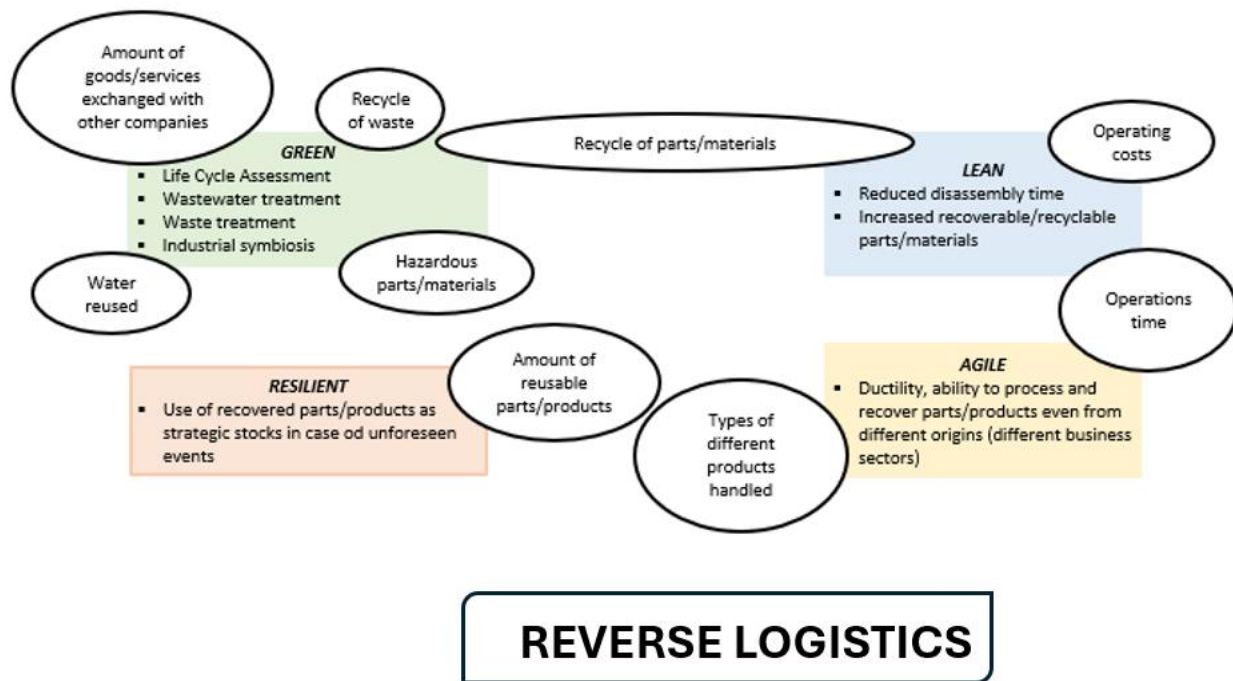 Amount of
goods/services
exchanged with
other companies
Recycle
of waste
Recycle of parts/materials
Operating
costs
GREEN
▪ Life Cycle Assessment
▪ Wastewater treatment
▪ Waste treatment
▪ Industrial symbiosis
LEAN
▪ Reduced disassembly time
▪ Increased recoverable/recyclable
parts/materials
Water
reused
Hazardous
parts/materials
Operations
time
RESILIENT
▪ Use of recovered parts/products as
strategic stocks in case od unforeseen
events
Amount of
reusable
parts/products
Types of
different
products
handled
AGILE
▪ Ductility, ability to process and
recover parts/products even from
different origins (different business
sectors)
REVERSE LOGISTICS